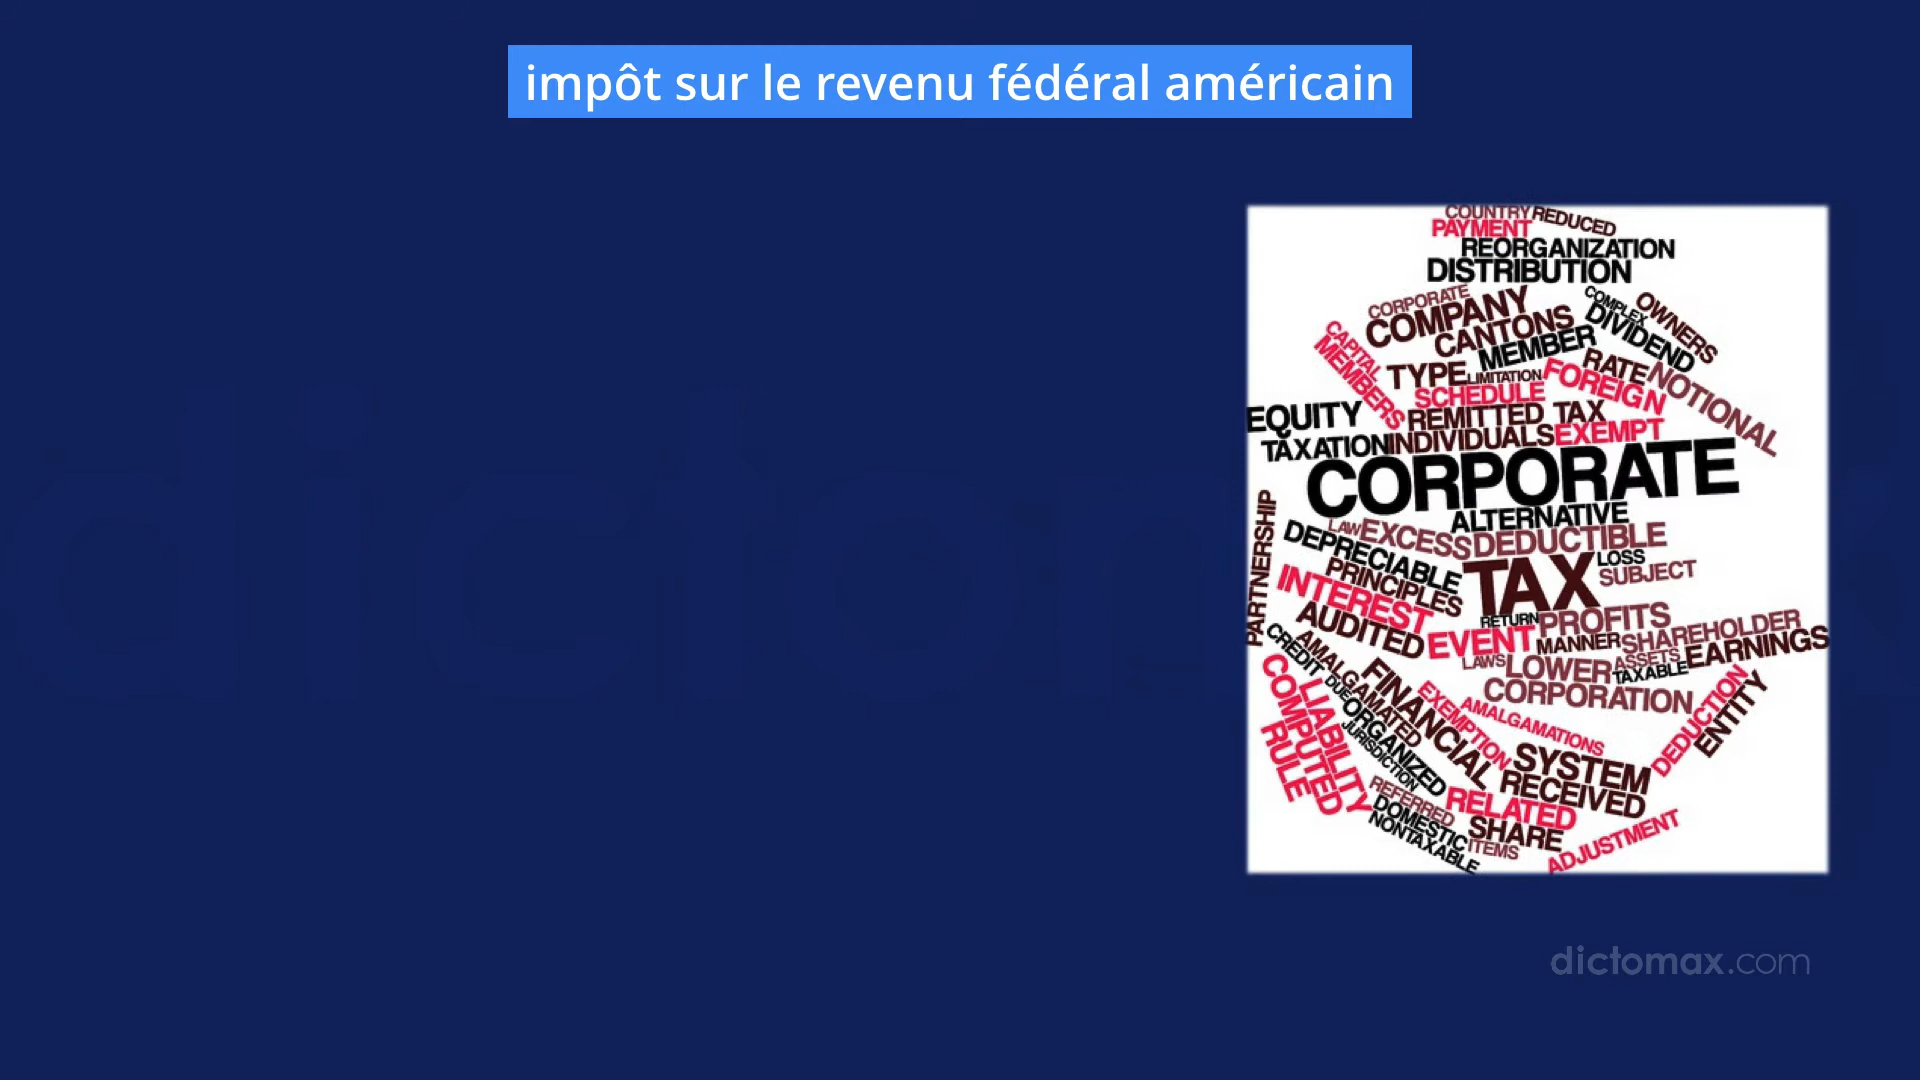 impôt sur le revenu fédéral américain
COUNTRY REDUCED
PAYMENT
REORGANIZATION
DISTRIBUTION
CORPORATE
COMPANY
CANTONS
MEMBER
COMPLEX
DIVIDEND
OWNERS
CAPITAL
MEMBERS
TYPE
LIMITATION
SCHEDULE
RATE
FOREIGN
NOTIONAL
EQUITY
REMITTED TAX
TAXATION
INDIVIDUALS
EXEMPT
CORPORATE
ALTERNATIVE
PARTNERSHIP
LAW
EXCESS
DEDUCTIBLE
DEPRECIABLE
PRINCIPLES
INTEREST
AUDITED
TAX
LOSS
SUBJECT
RETURN
PROFITS
EVENT
MANNER
SHAREHOLDER
LAWS
LOWER
ASSETS
TAXABLE
EARNINGS
CORPORATION
CREDIT
AMALGAMATED
DUE
FINANCIAL
EXEMPTION
AMALGAMATIONS
DEDUCTION
ENTITY
LIABILITY
COMPUTED
RULE
ORGANIZED
JURISDICTION
SYSTEM
RECEIVED
REFERRED
RELATED
DOMESTIC
NONTAXABLE
SHARE
ITEMS
ADJUSTMENT
dictomax.com